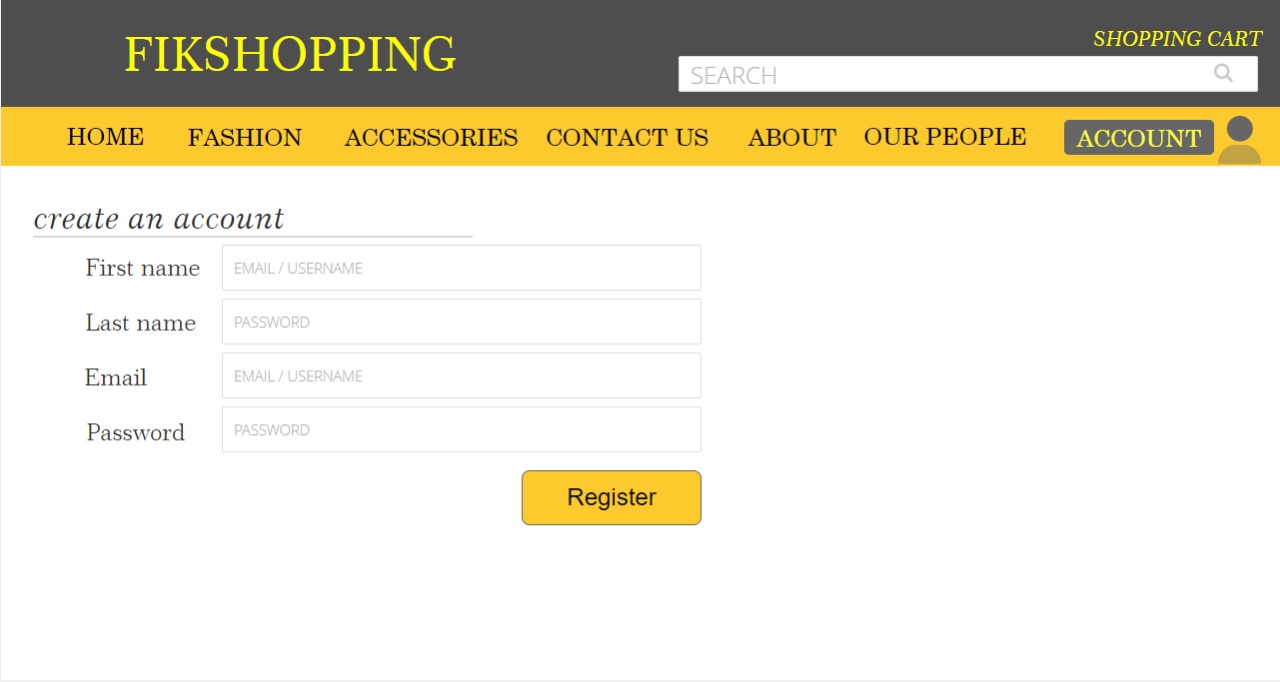 FIKSHOPPING
SHOPPING CART
SEARCH
HOME FASHION ACCESSORIES CONTACT US ABOUT OUR PEOPLE ACCOUNT
create an account
First name EMAIL / USERNAME
Last name PASSWORD
Email EMAIL / USERNAME
Password PASSWORD
Register